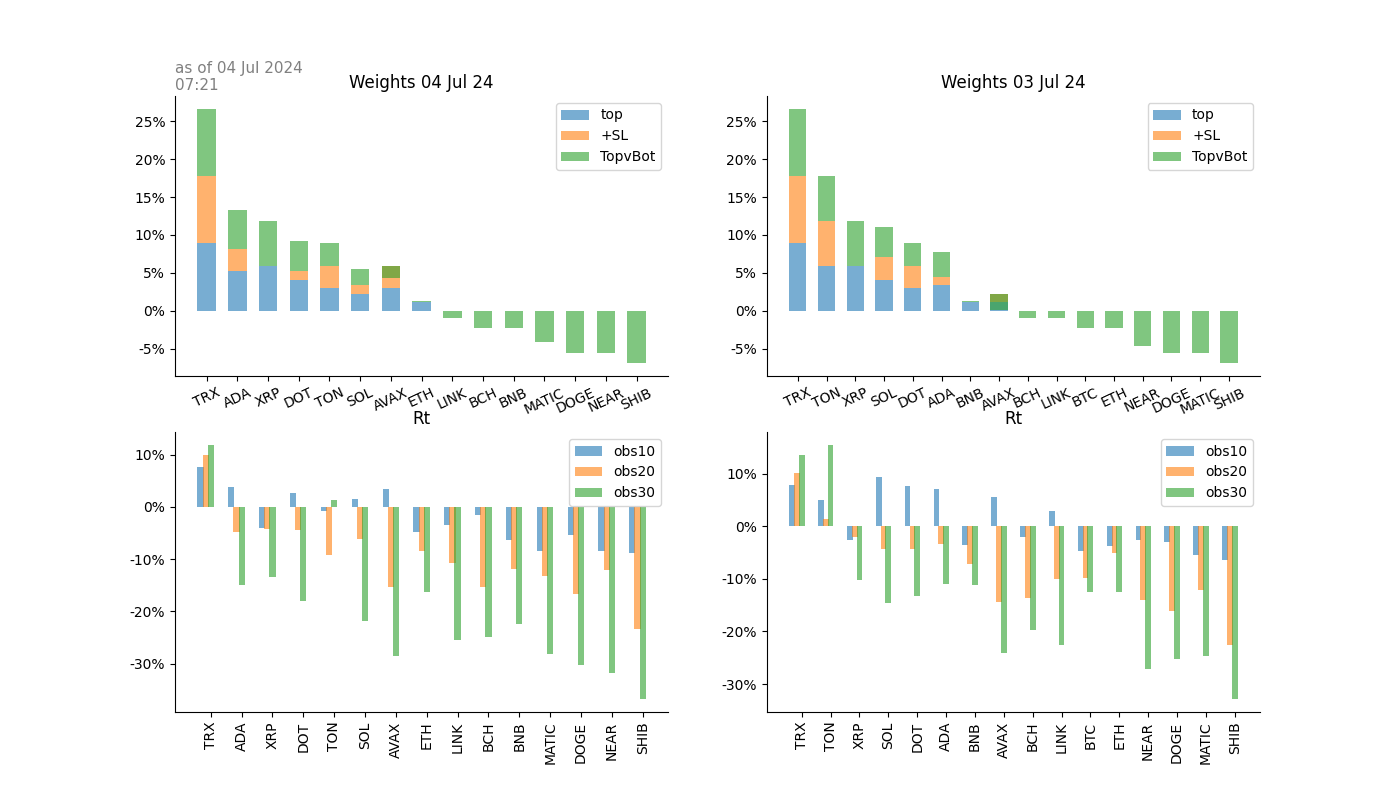 as of 04 Jul 2024
07:21
Weights 04 Jul 24
25%
20%
15%
10%
5%
0%
-5%
top
+SL
TopvBot
TRX ADA XRP DOT TON SOL AVAX ETH LINK BCH BNB MATIC DOGE NEAR SHIB
Weights 03 Jul 24
25%
20%
15%
10%
5%
0%
-5%
top
+SL
TopvBot
TRX TON XRP SOL DOT ADA BNB AVAX BCH LINK BTC ETH NEAR DOGE MATIC SHIB
Rt
10%
0%
-10%
-20%
-30%
obs10
obs20
obs30
TRX ADA XRP DOT TON SOL AVAX ETH LINK BCH BNB MATIC DOGE NEAR SHIB
Rt
10%
0%
-10%
-20%
-30%
obs10
obs20
obs30
TRX TON XRP SOL DOT ADA BNB AVAX BCH LINK BTC ETH NEAR DOGE MATIC SHIB